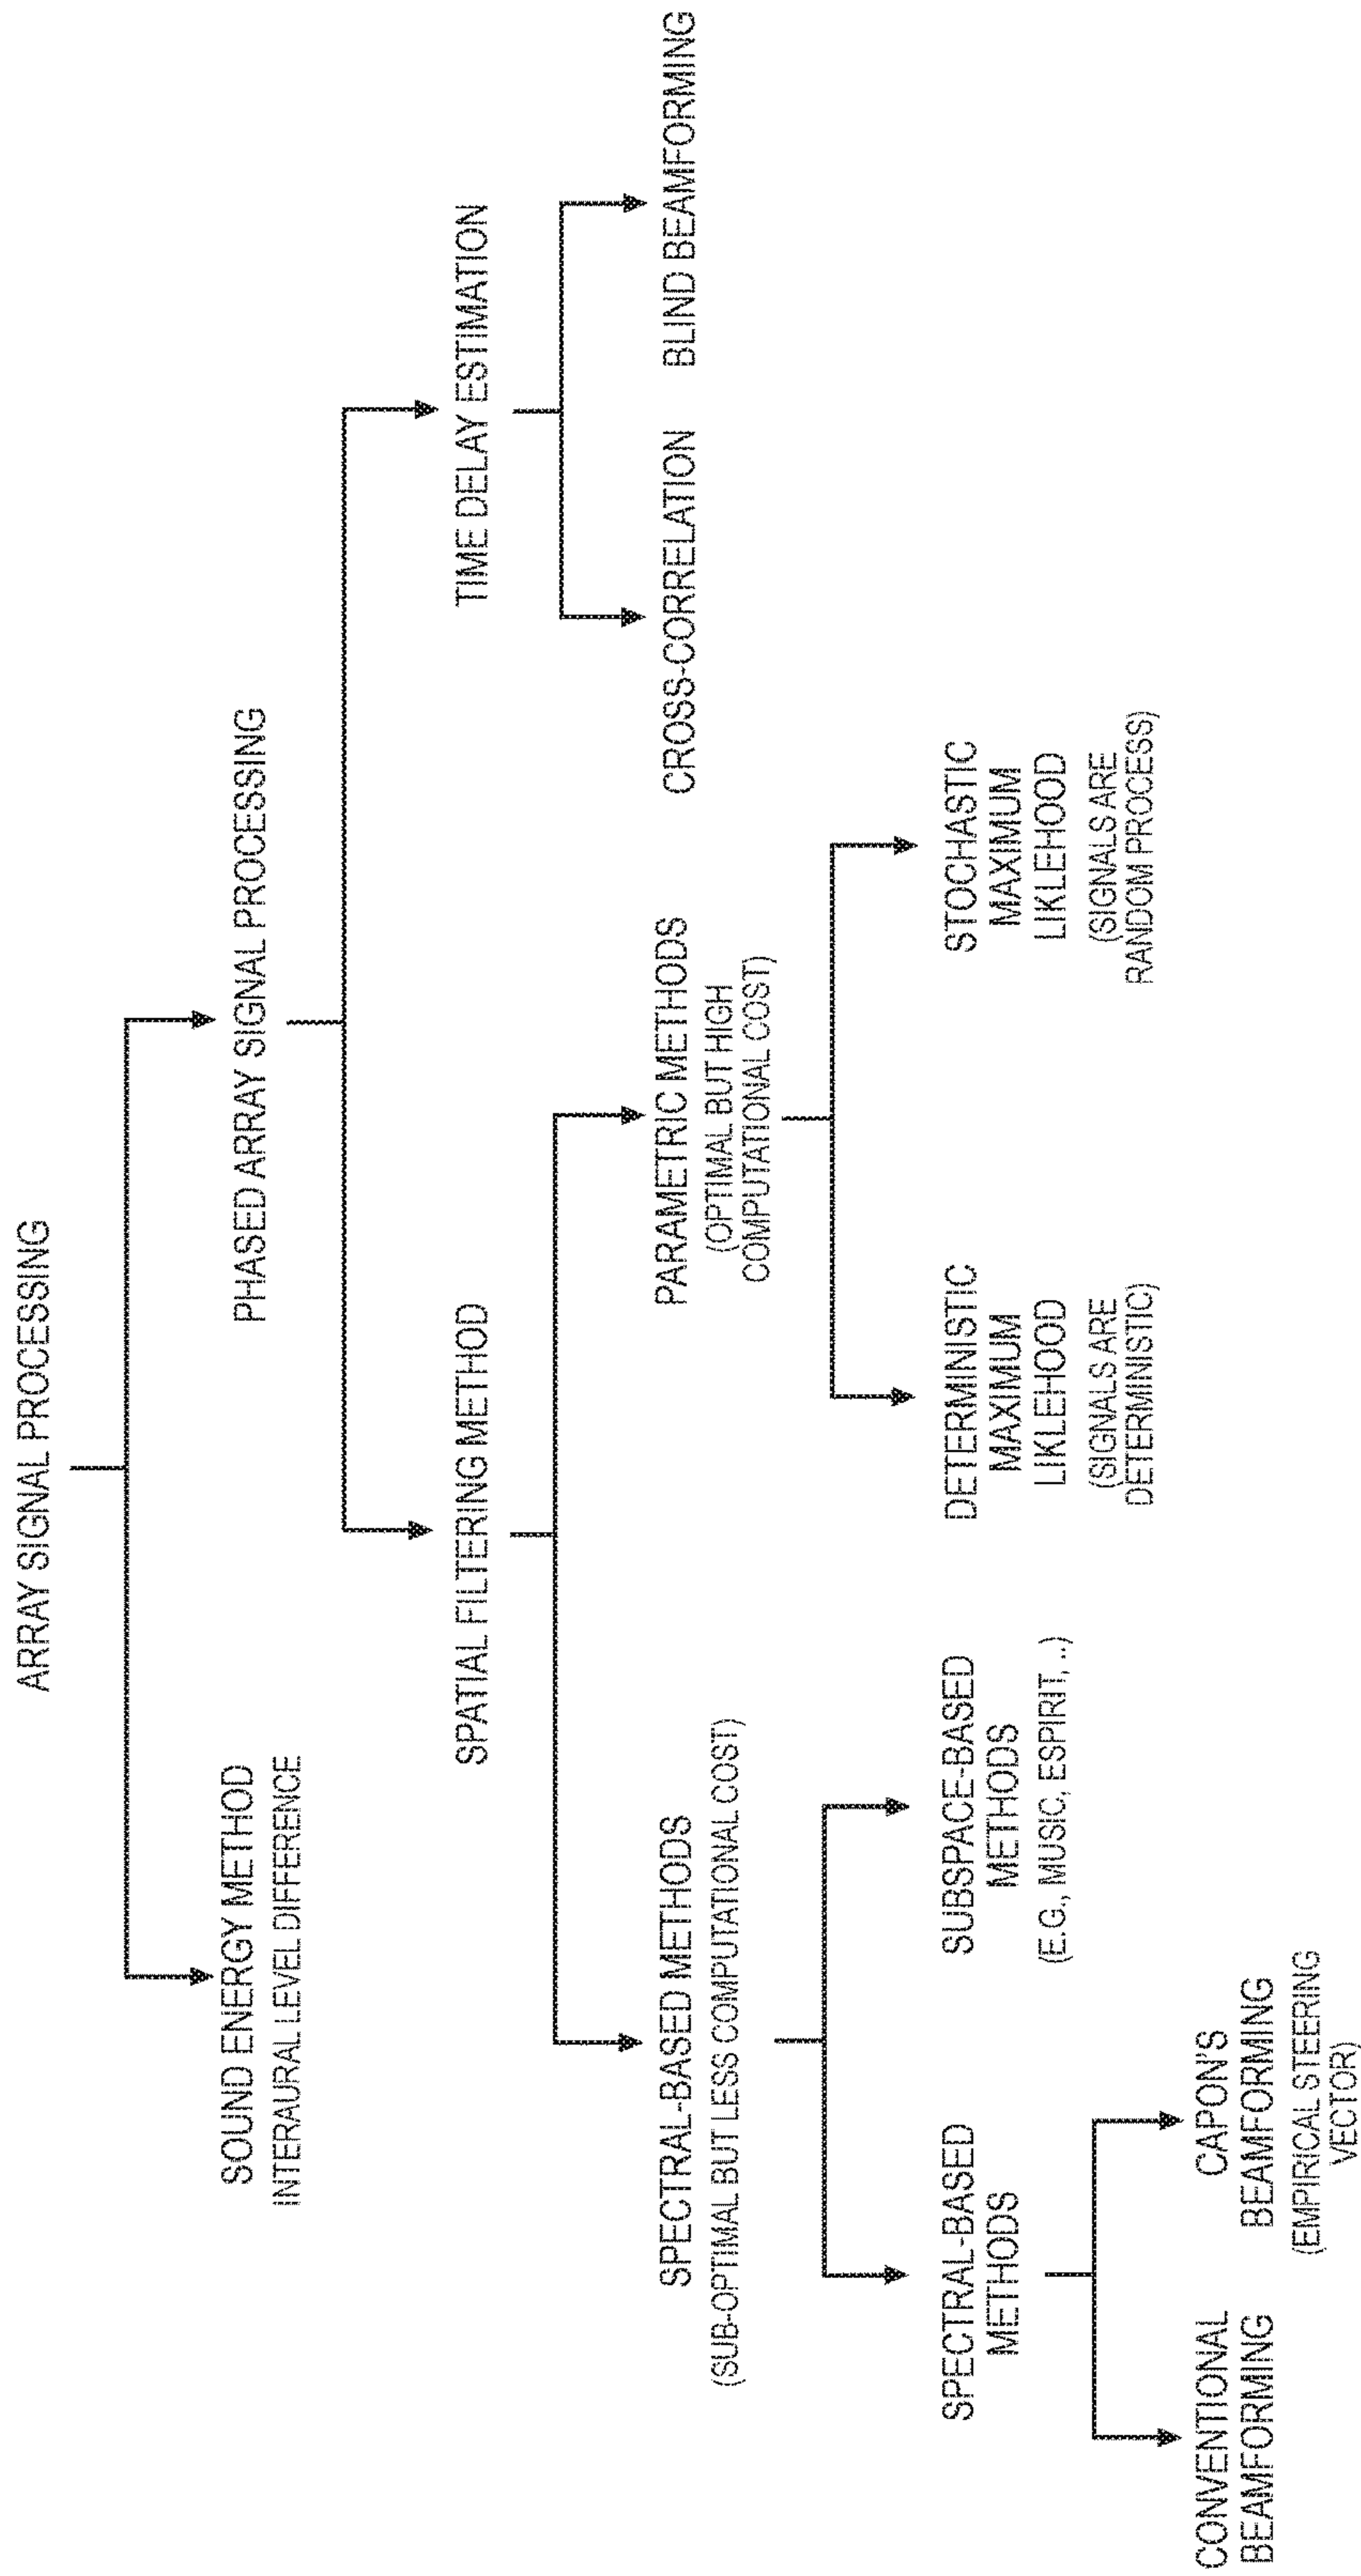 ARRAY SIGNAL PROCESSING
SOUND ENERGY METHOD
INTERAURAL LEVEL DIFFERENCE
PHASED ARRAY SIGNAL PROCESSING
SPATIAL FILTERING METHOD
TIME DELAY ESTIMATION
SPECTRAL-BASED METHODS
(SUB-OPTIMAL BUT LESS COMPUTATIONAL COST)
PARAMETRIC METHODS
(OPTIMAL BUT HIGH
COMPUTATIONAL COST)
CROSS-CORRELATION
BLIND BEAMFORMING
SPECTRAL-BASED
METHODS
SUBSPACE-BASED
METHODS
(E.G., MUSIC, ESPIRIT, ..)
DETERMINISTIC
MAXIMUM
LIKLEHOOD
(SIGNALS ARE
DETERMINISTIC)
STOCHASTIC
MAXIMUM
LIKLEHOOD
(SIGNALS ARE
RANDOM PROCESS)
CONVENTIONAL
BEAMFORMING
CAPON'S
BEAMFORMING
(EMPIRICAL STEERING
VECTOR)